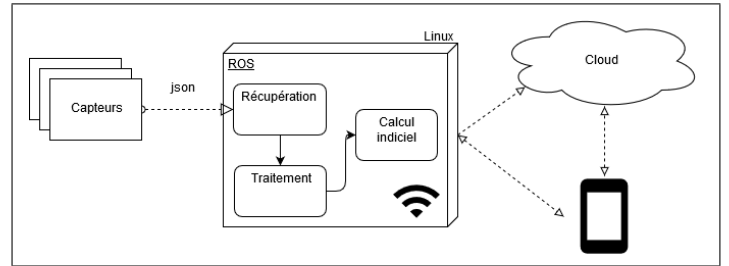 Linux
ROS
Cloud
json
Capteurs
Récupération
Calcul
indiciel
Traitement